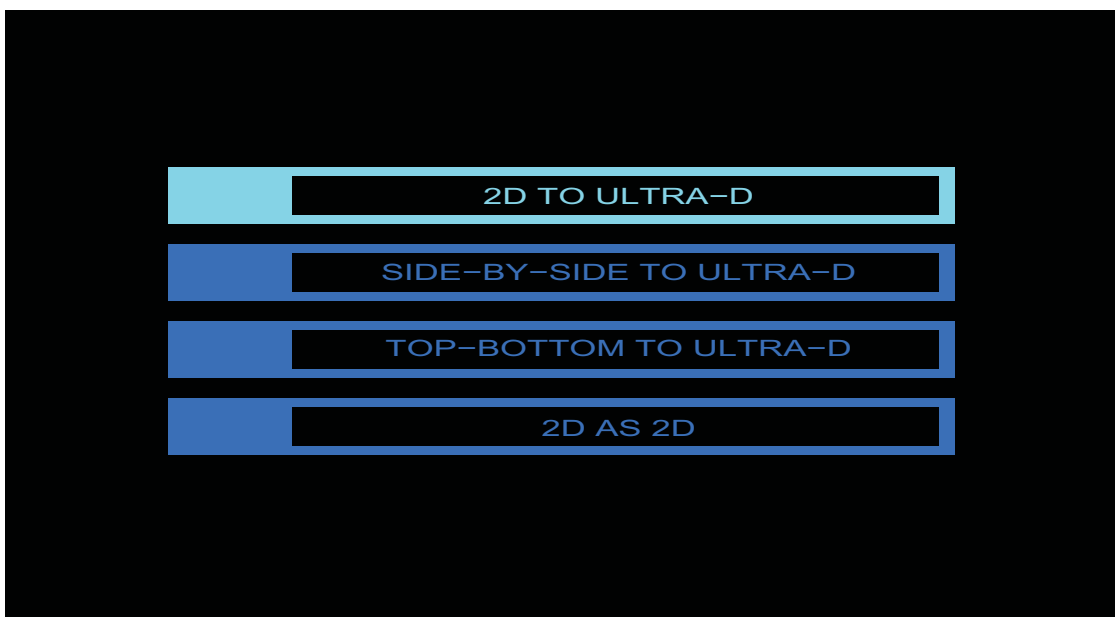 2D TO ULTRA−D
SIDE−BY−SIDE TO ULTRA−D
TOP−BOTTOM TO ULTRA−D
2D AS 2D